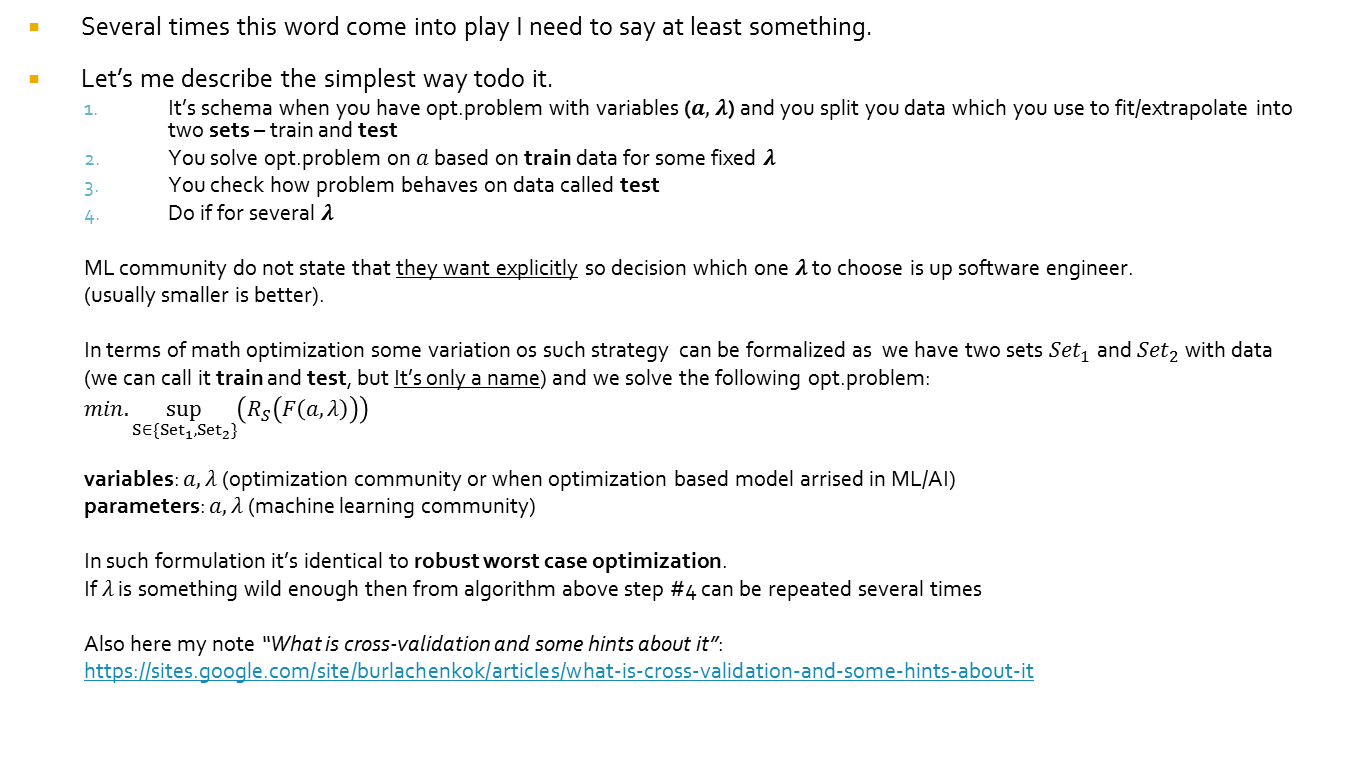 Several times this word come into play I need to say at least something.
Let's me describe the simplest way todo it.
1. It's schema when you have opt.problem with variables (a, λ) and you split you data which you use to fit/extrapolate into
two sets – train and test
2. You solve opt.problem on a based on train data for some fixed λ
3. You check how problem behaves on data called test
4. Do if for several λ
ML community do not state that they want explicitly so decision which one λ to choose is up software engineer.
(usually smaller is better).
In terms of math optimization some variation os such strategy can be formalized as we have two sets Set₁ and Set₂ with data
(we can call it train and test, but It's only a name) and we solve the following opt.problem:
min. sup (R_S(F(a, λ)))
S∈{Set₁,Set₂}
variables: a, λ (optimization community or when optimization based model arrised in ML/AI)
parameters: a, λ (machine learning community)
In such formulation it's identical to robust worst case optimization.
If λ is something wild enough then from algorithm above step #4 can be repeated several times
Also here my note "What is cross-validation and some hints about it":
https://sites.google.com/site/burlachenkok/articles/what-is-cross-validation-and-some-hints-about-it